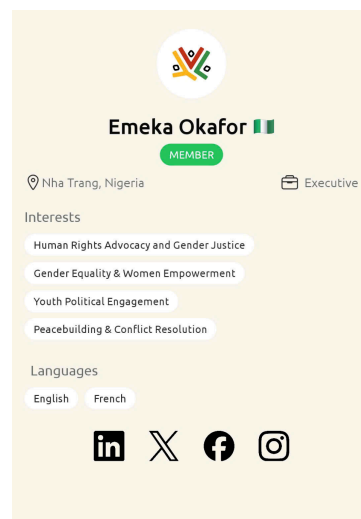 Emeka Okafor
MEMBER
Nha Trang, Nigeria
Executive
Interests
Human Rights Advocacy and Gender Justice
Gender Equality & Women Empowerment
Youth Political Engagement
Peacebuilding & Conflict Resolution
Languages
English French